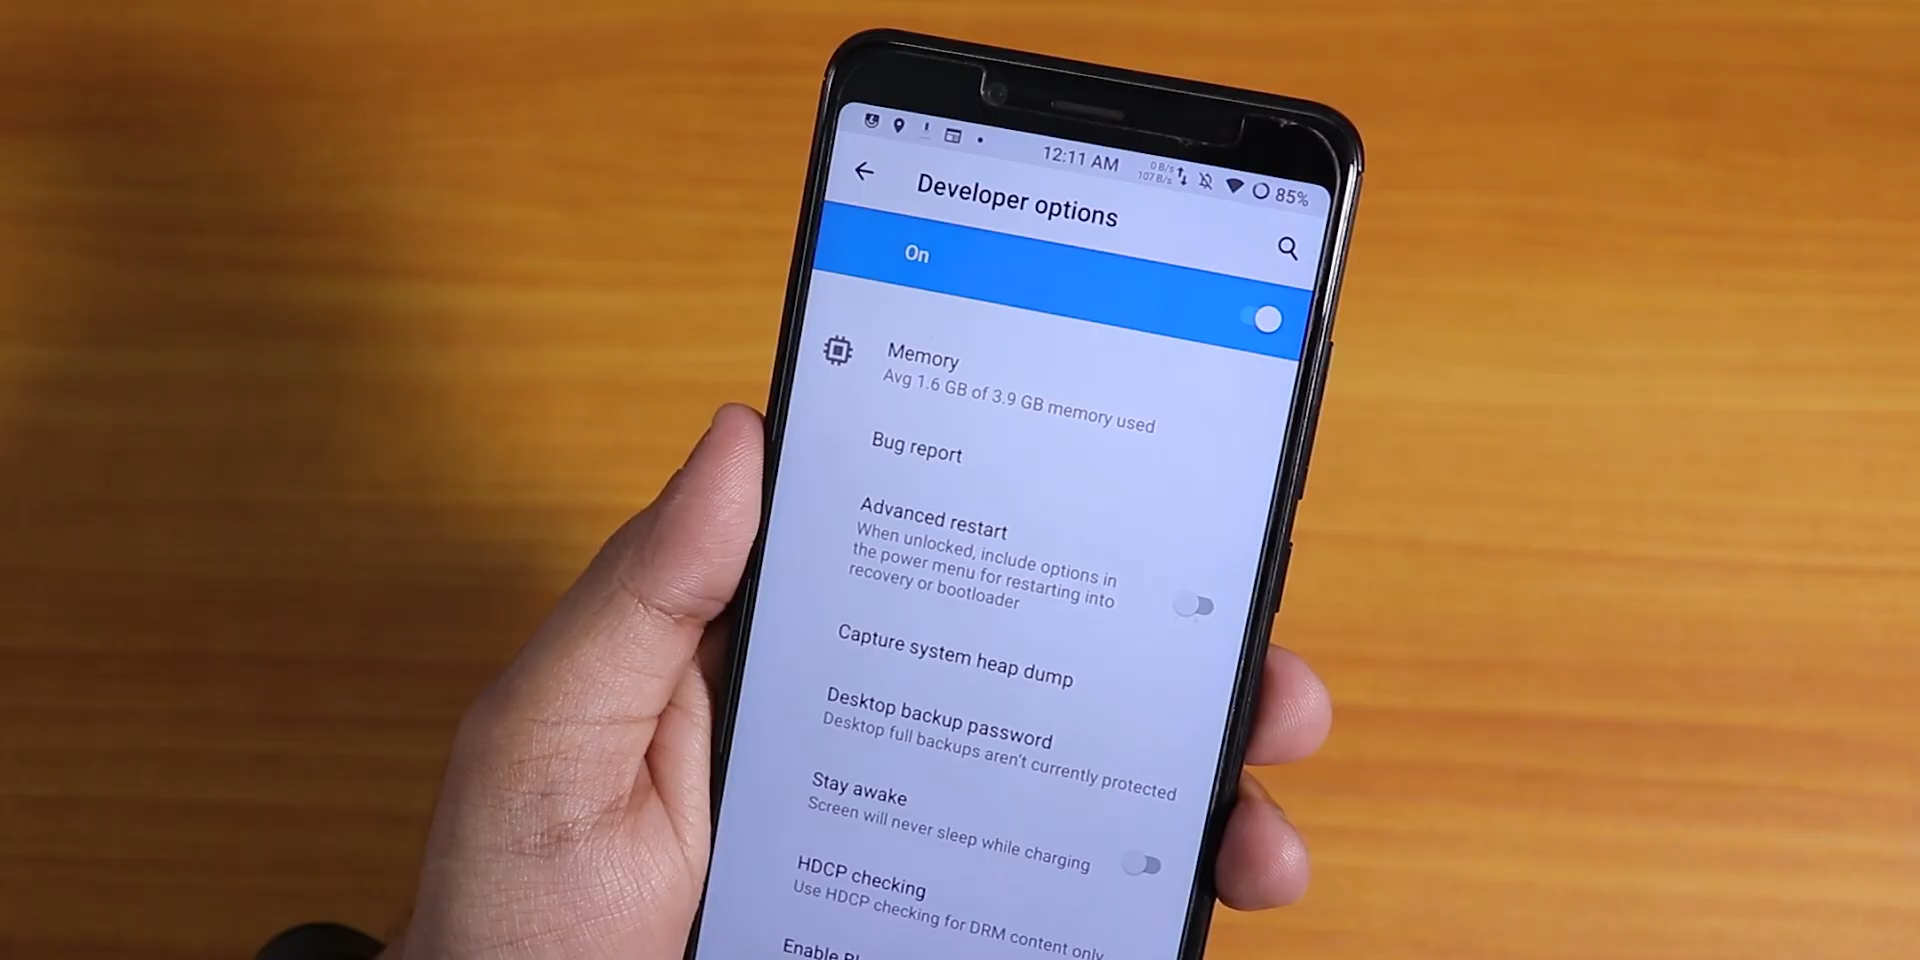 12:11 AM
0 B/s
107 B/s
85%
Developer options
On
Memory
Avg 1.6 GB of 3.9 GB memory used
Bug report
Advanced restart
When unlocked, include options in
the power menu for restarting into
recovery or bootloader
Capture system heap dump
Desktop backup password
Desktop full backups aren't currently protected
Stay awake
Screen will never sleep while charging
HDCP checking
Use HDCP checking for DRM content only
Enable